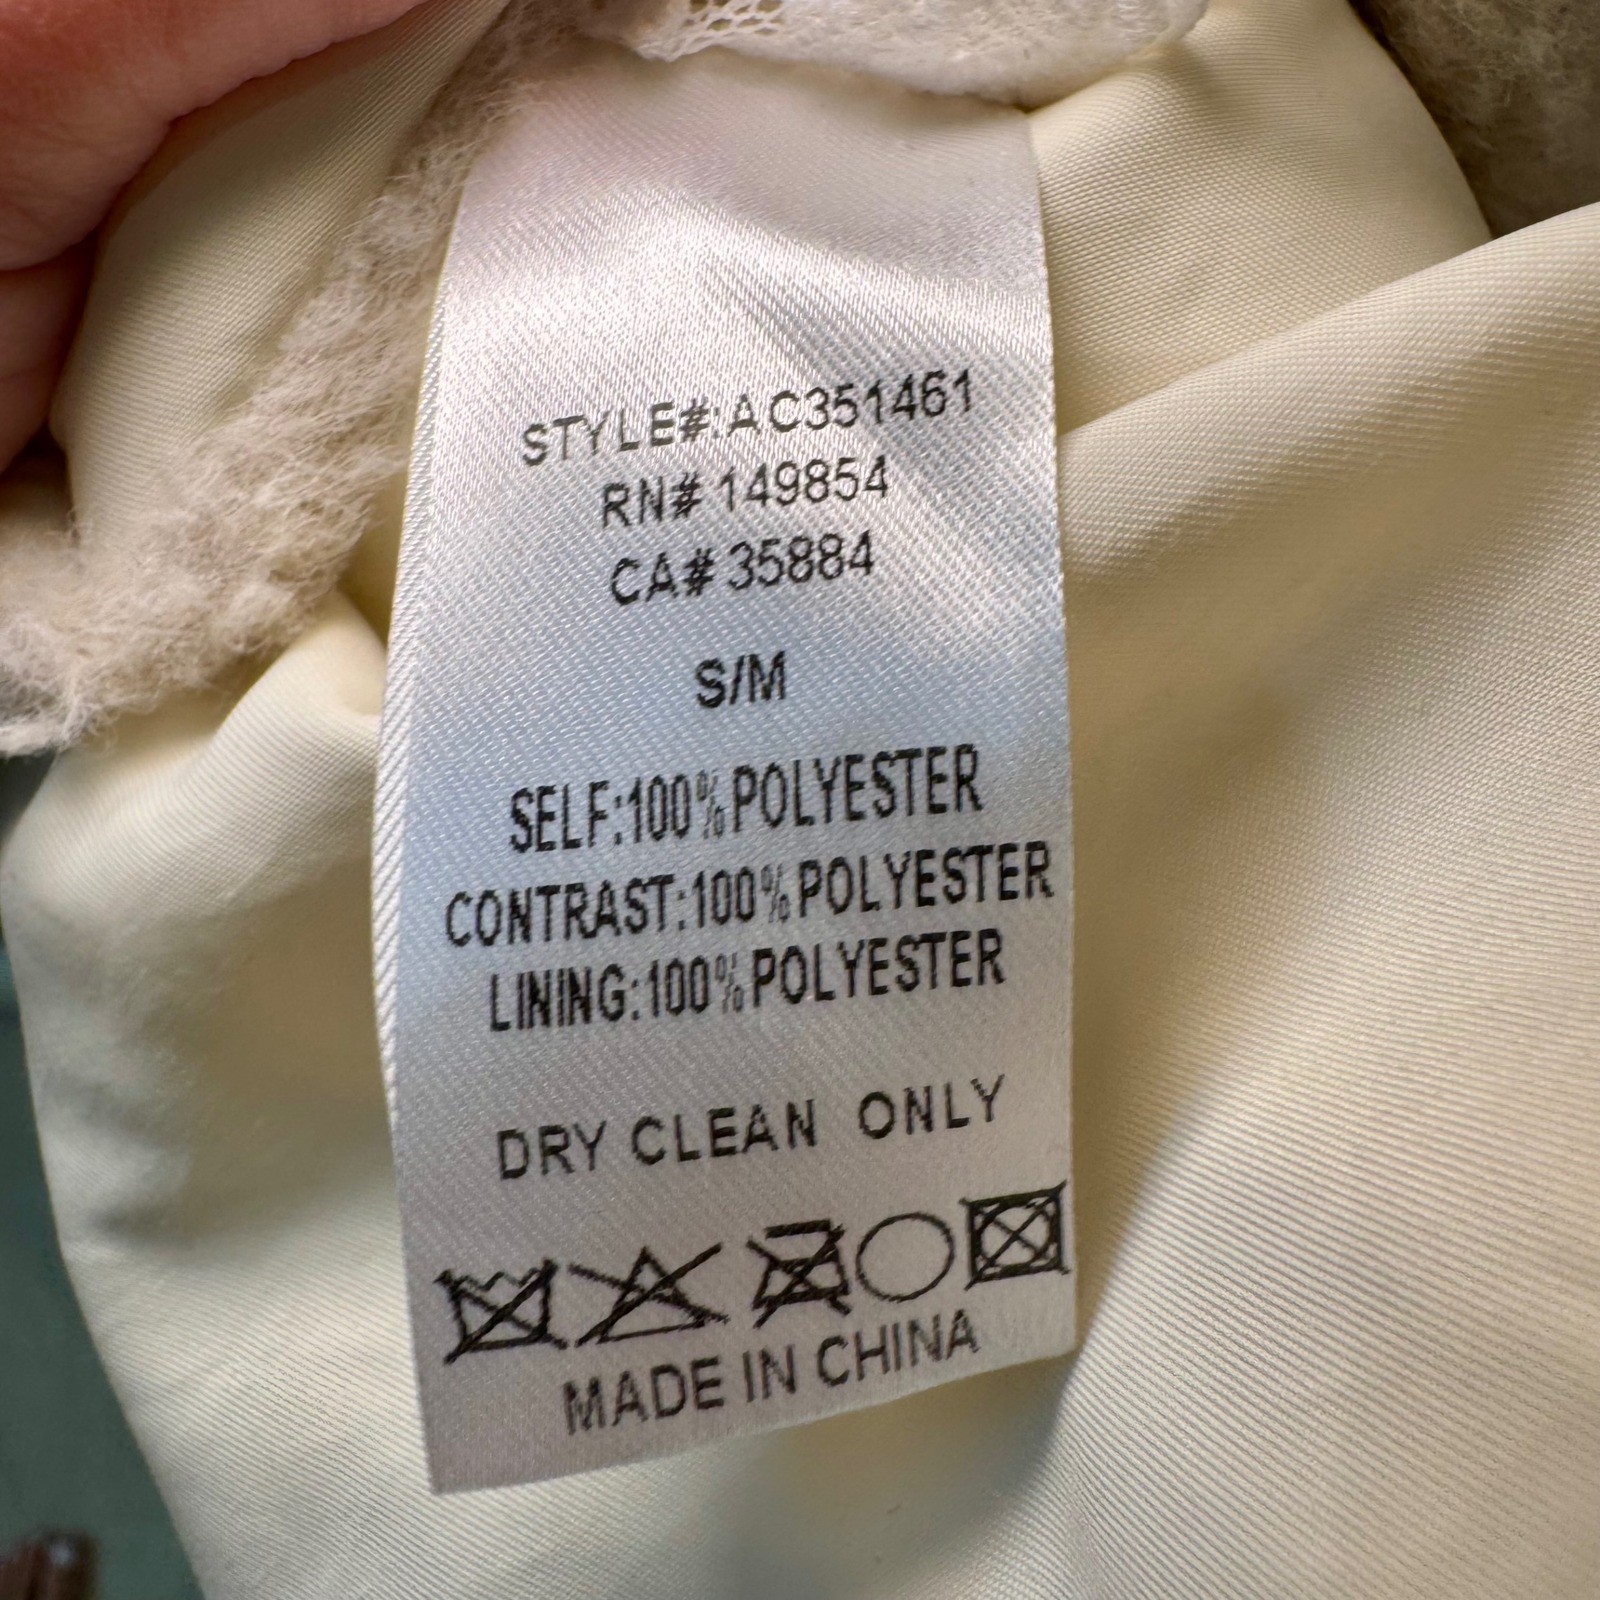 STYLE#:AC351461
RN# 149854
CA# 35884
S/M
SELF:100% POLYESTER
CONTRAST:100% POLYESTER
LINING:100% POLYESTER
DRY CLEAN ONLY
MADE IN CHINA